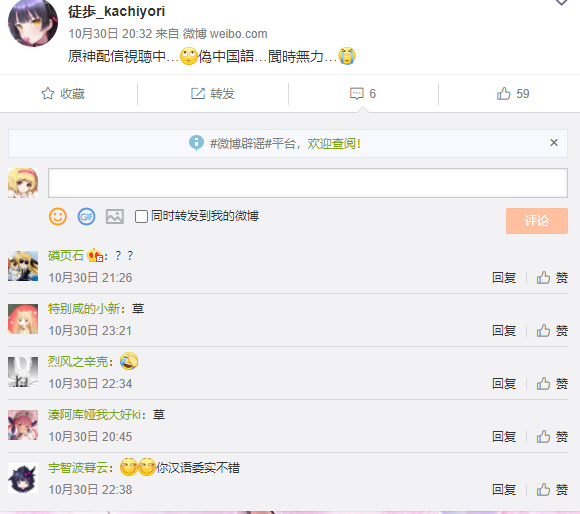 徒歩_kachiyori
10月30日 20:32 来自 微博 weibo.com
原神配信視聴中...偽中国語...聞時無力...
收藏
转发
6
59
#微博辟谣#平台，欢迎查阅！
GIF
同时转发到我的微博
评论
磷页石：？？
10月30日 21:26
回复
赞
特别咸的小新：草
10月30日 23:21
回复
赞
烈风之辛克：
10月30日 22:34
回复
赞
湊阿库娅我大好ki：草
10月30日 20:45
回复
赞
宇智波暮云：你汉语委实不错
10月30日 22:38
回复
赞